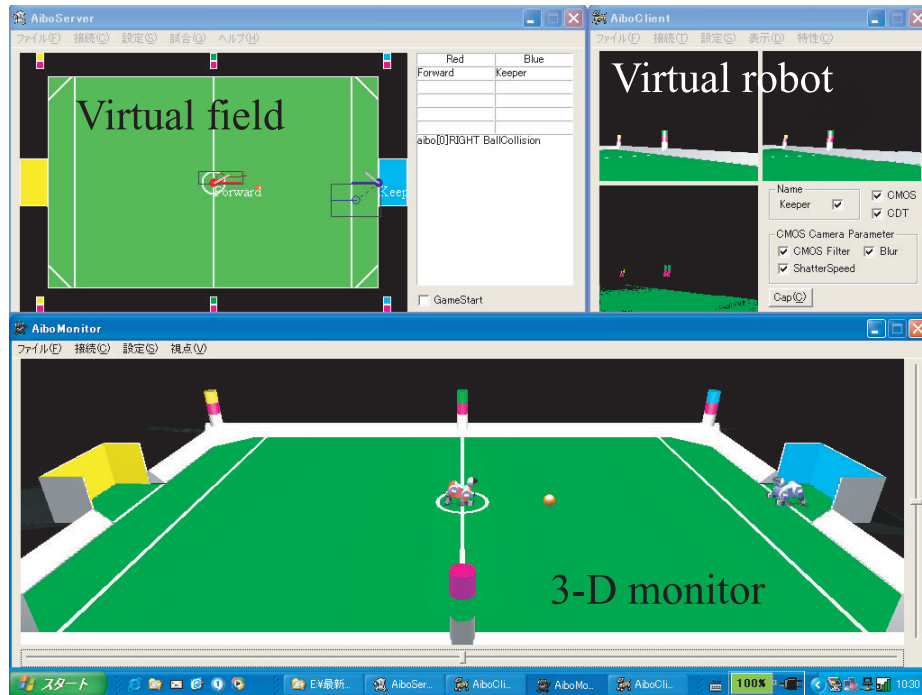 AiboServer
ファイル(F) 接続(C) 設定(S) 試合(G) ヘルプ(H)
Virtual field
Forward
Keep
Red Blue
Forward Keeper
aibo[0]RIGHT BallCollision
GameStart
AiboClient
ファイル(F) 接続(T) 設定(S) 表示(D) 特性(C)
Virtual robot
Name
Keeper
CMOS
CDT
CMOS Camera Parameter
CMOS Filter Blur
ShatterSpeed
Cap(C)
AiboMonitor
ファイル(F) 接続(C) 設定(S) 視点(V)
3-D monitor
スタート E¥最新... AiboSer... AiboCli... AiboMo... AiboCli... 100%